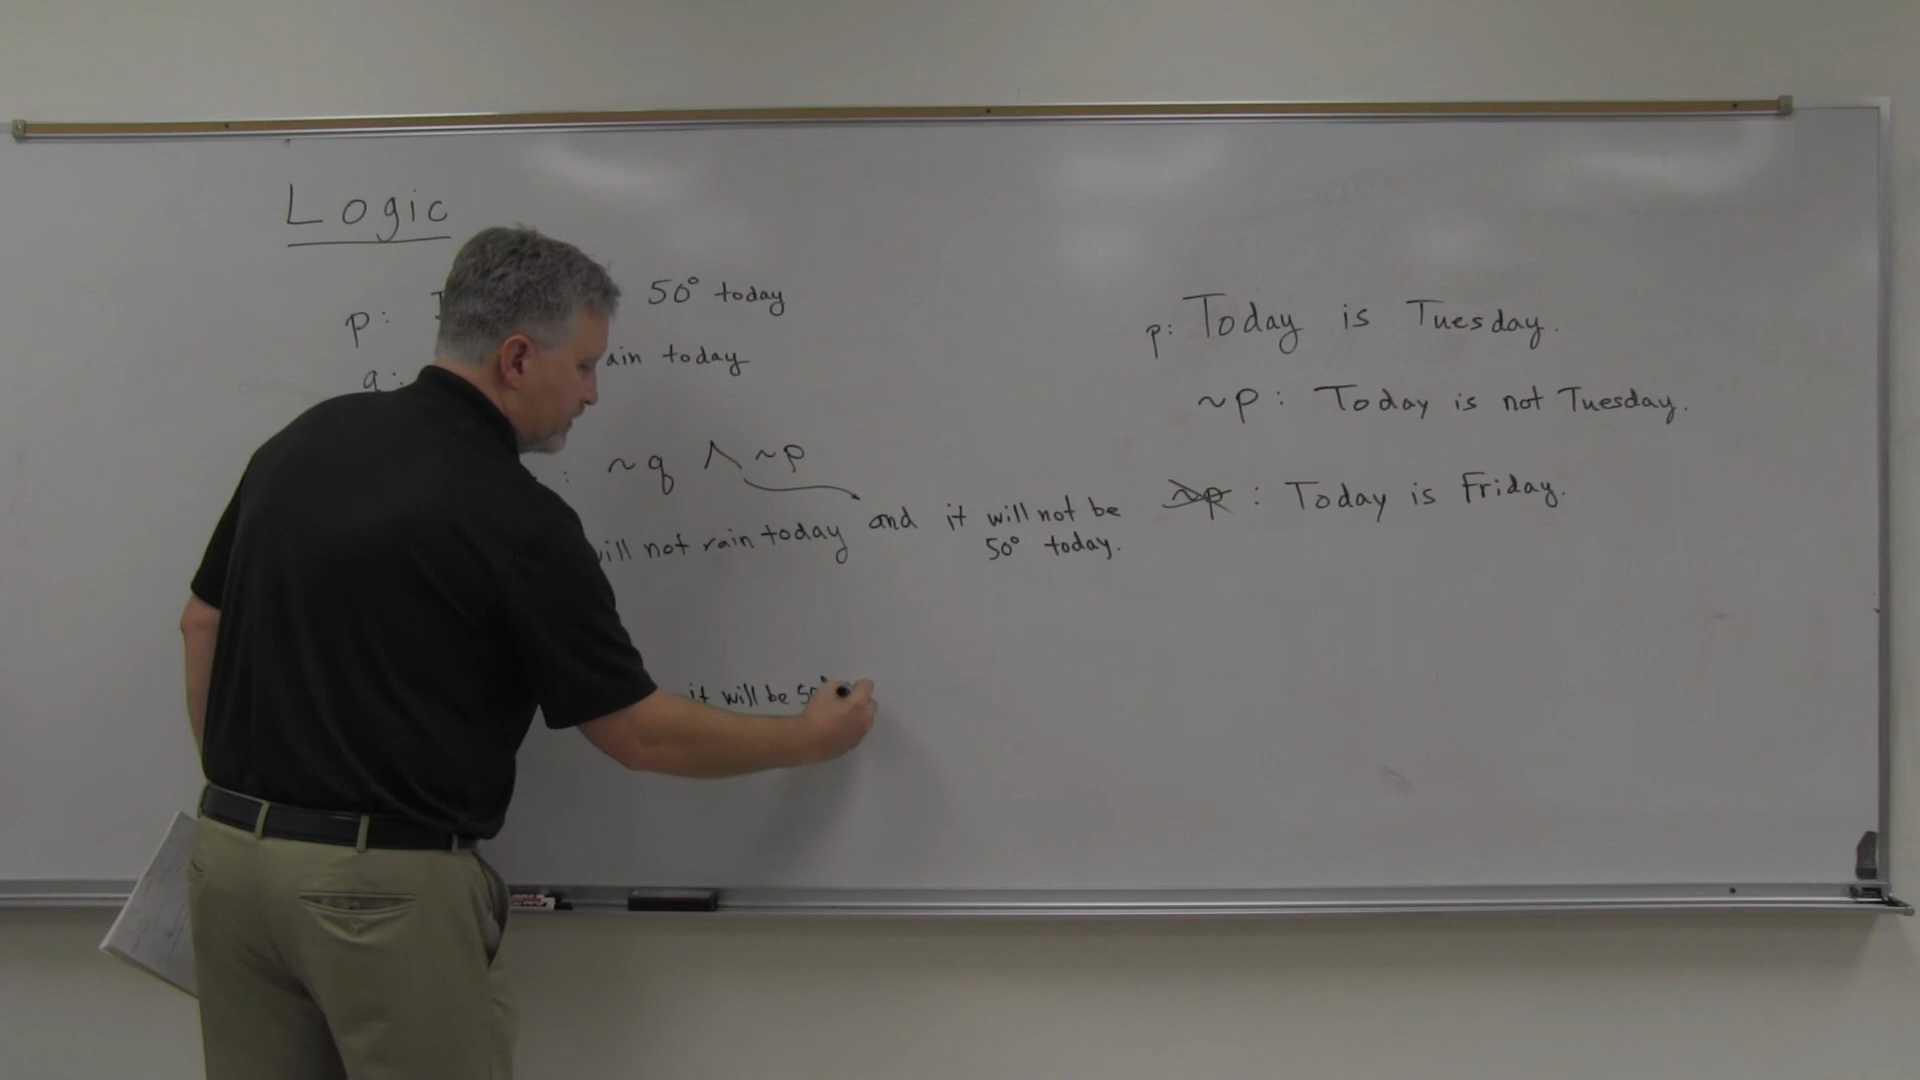 Logic
p: 50° today
q: ain today
: ~q ∧ ~p
will not rain today and it will not be
50° today.
it will be 50°
p: Today is Tuesday.
~p: Today is not Tuesday.
~p: Today is Friday.